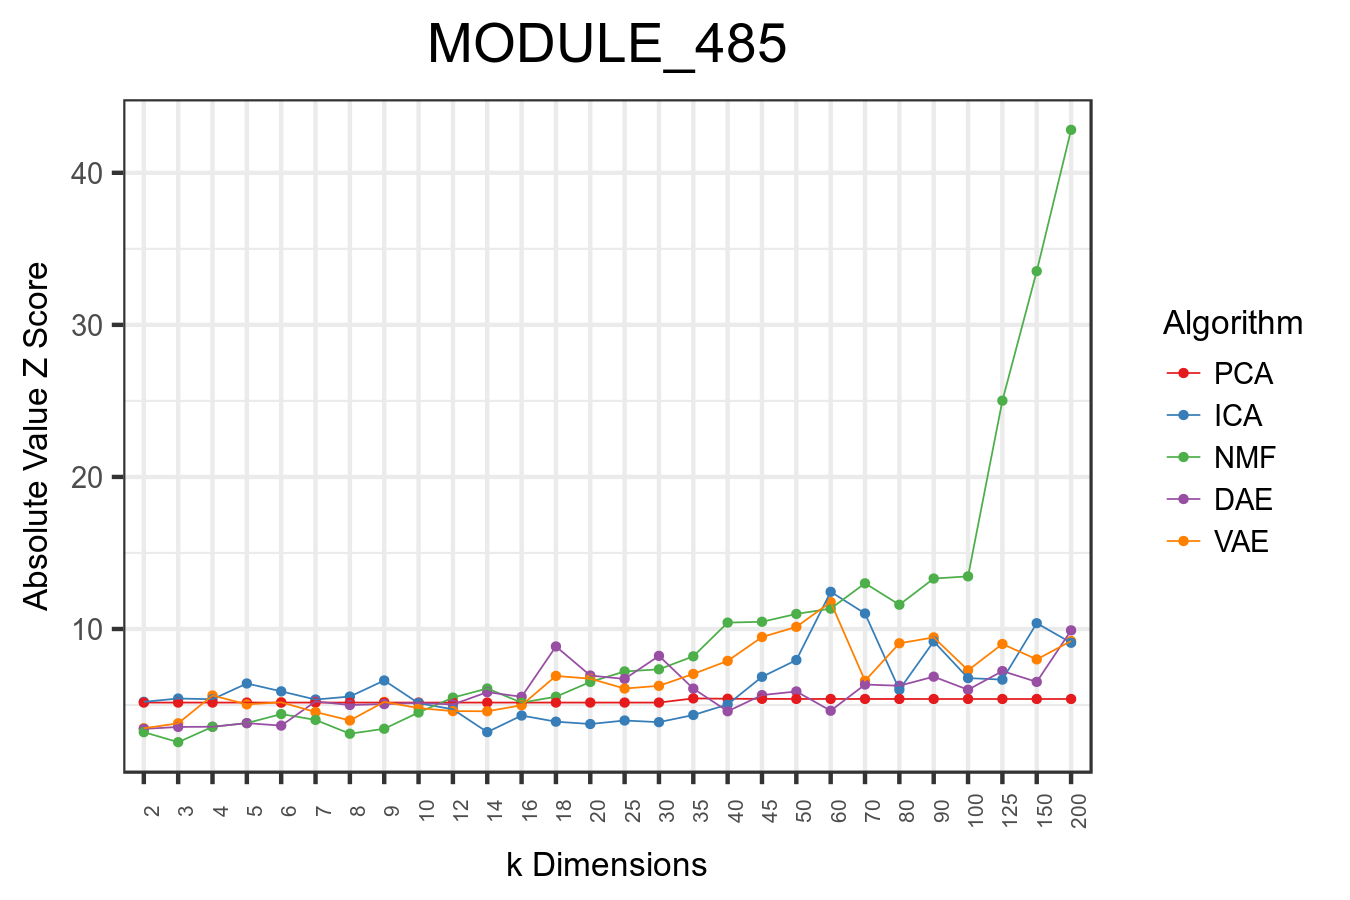 MODULE_485
Absolute Value Z Score
40
30
20
10
2 3 4 5 6 7 8 9 10 12 14 16 18 20 25 30 35 40 45 50 60 70 80 90 100 125 150 200
k Dimensions
Algorithm
PCA
ICA
NMF
DAE
VAE